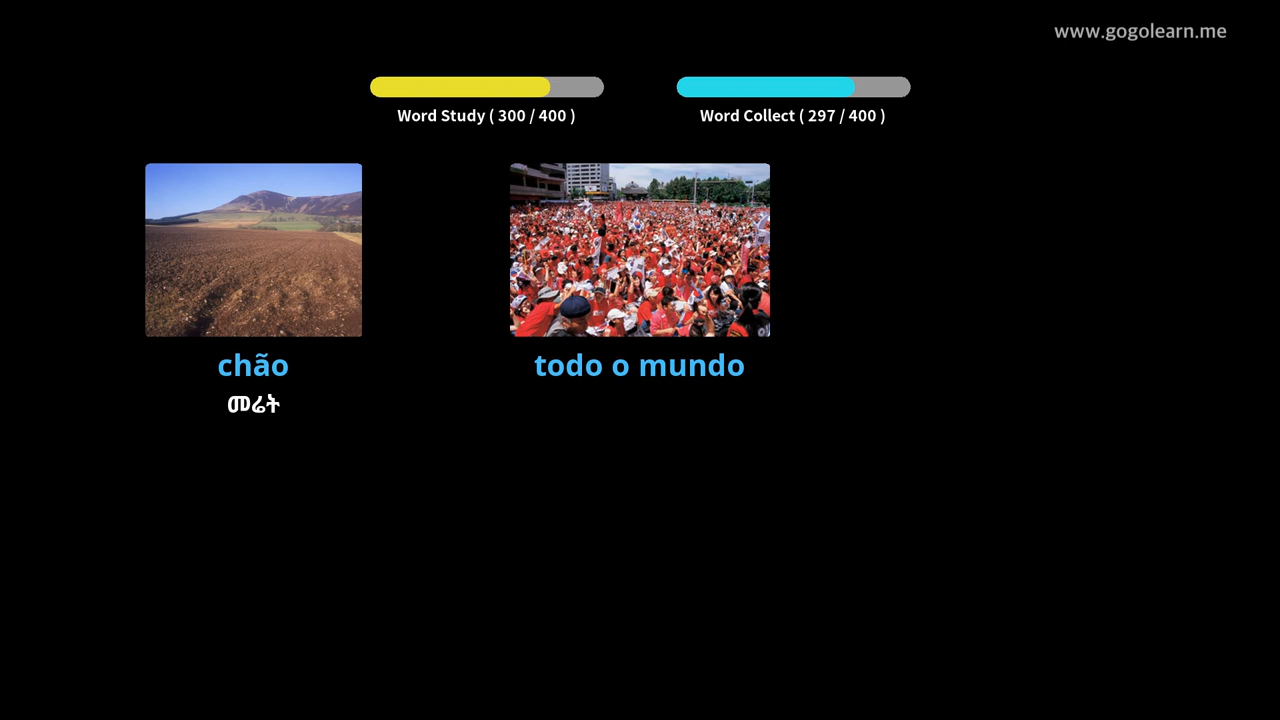 www.gogolearn.me
Word Study ( 300 / 400 )
Word Collect ( 297 / 400 )
chão
todo o mundo
መሬት